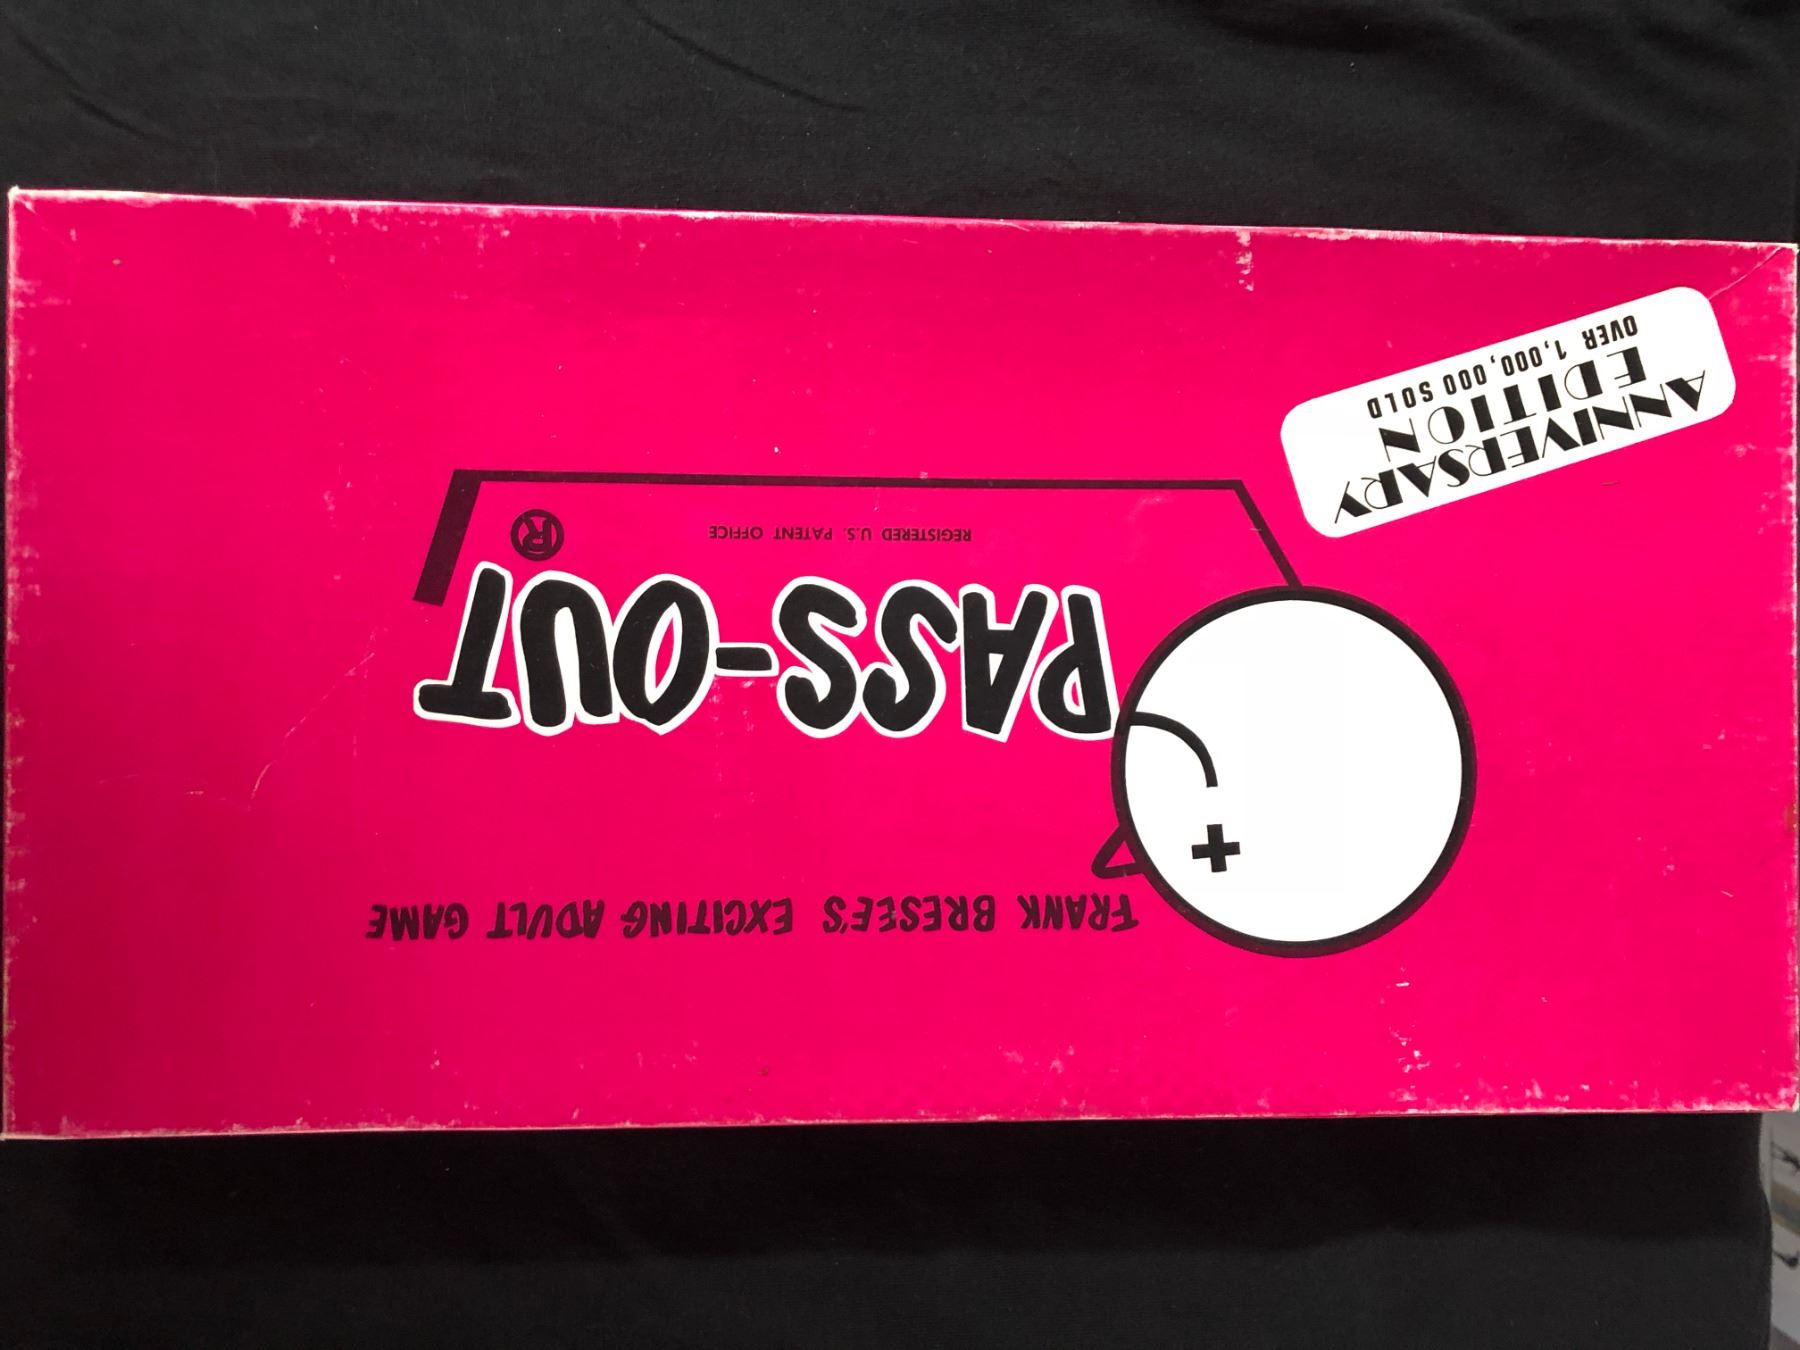 FRANK BRESEE'S EXCITING ADULT GAME
PASS-OUT
®
REGISTERED U.S. PATENT OFFICE
ANNIVERSARY
EDITION
OVER 1,000,000 SOLD